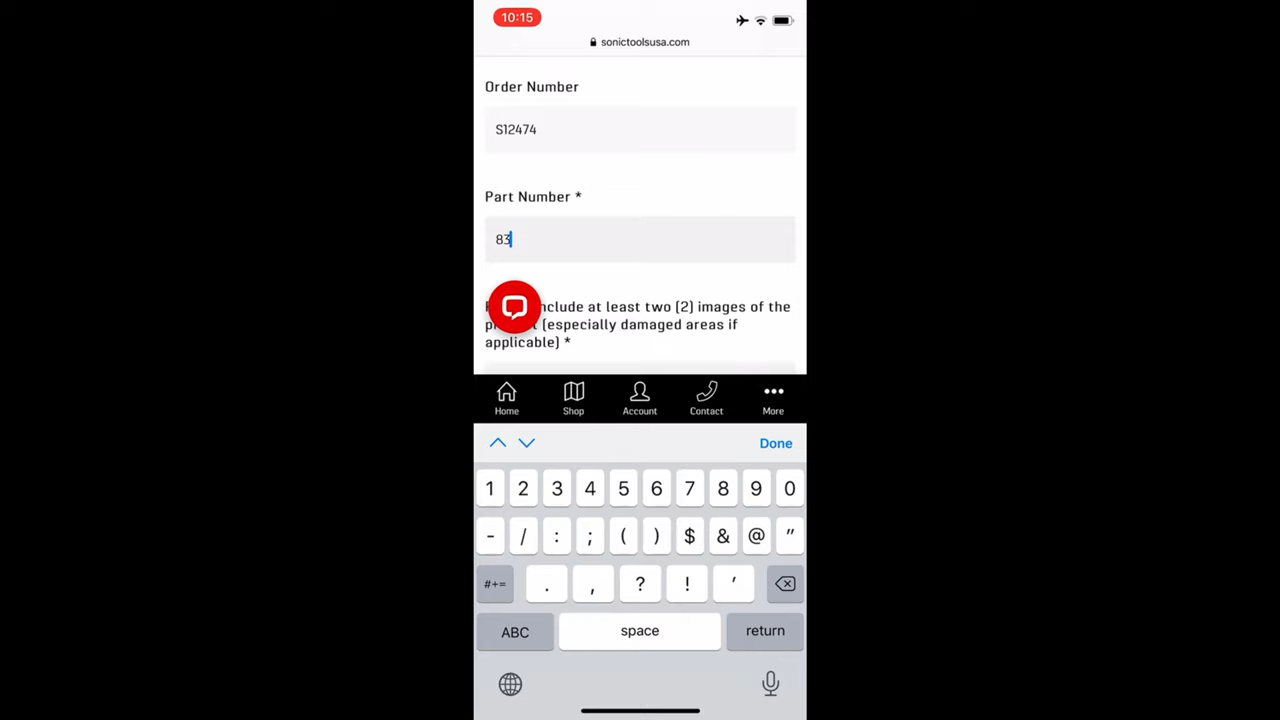 10:15
sonictoolsusa.com
Order Number
S12474
Part Number *
83
nclude at least two (2) images of the
(especially damaged areas if
applicable) *
Home Shop Account Contact More
Done
1 2 3 4 5 6 7 8 9 0
- / : ; ( ) $ & @ "
#+= . , ? ! '
ABC space return